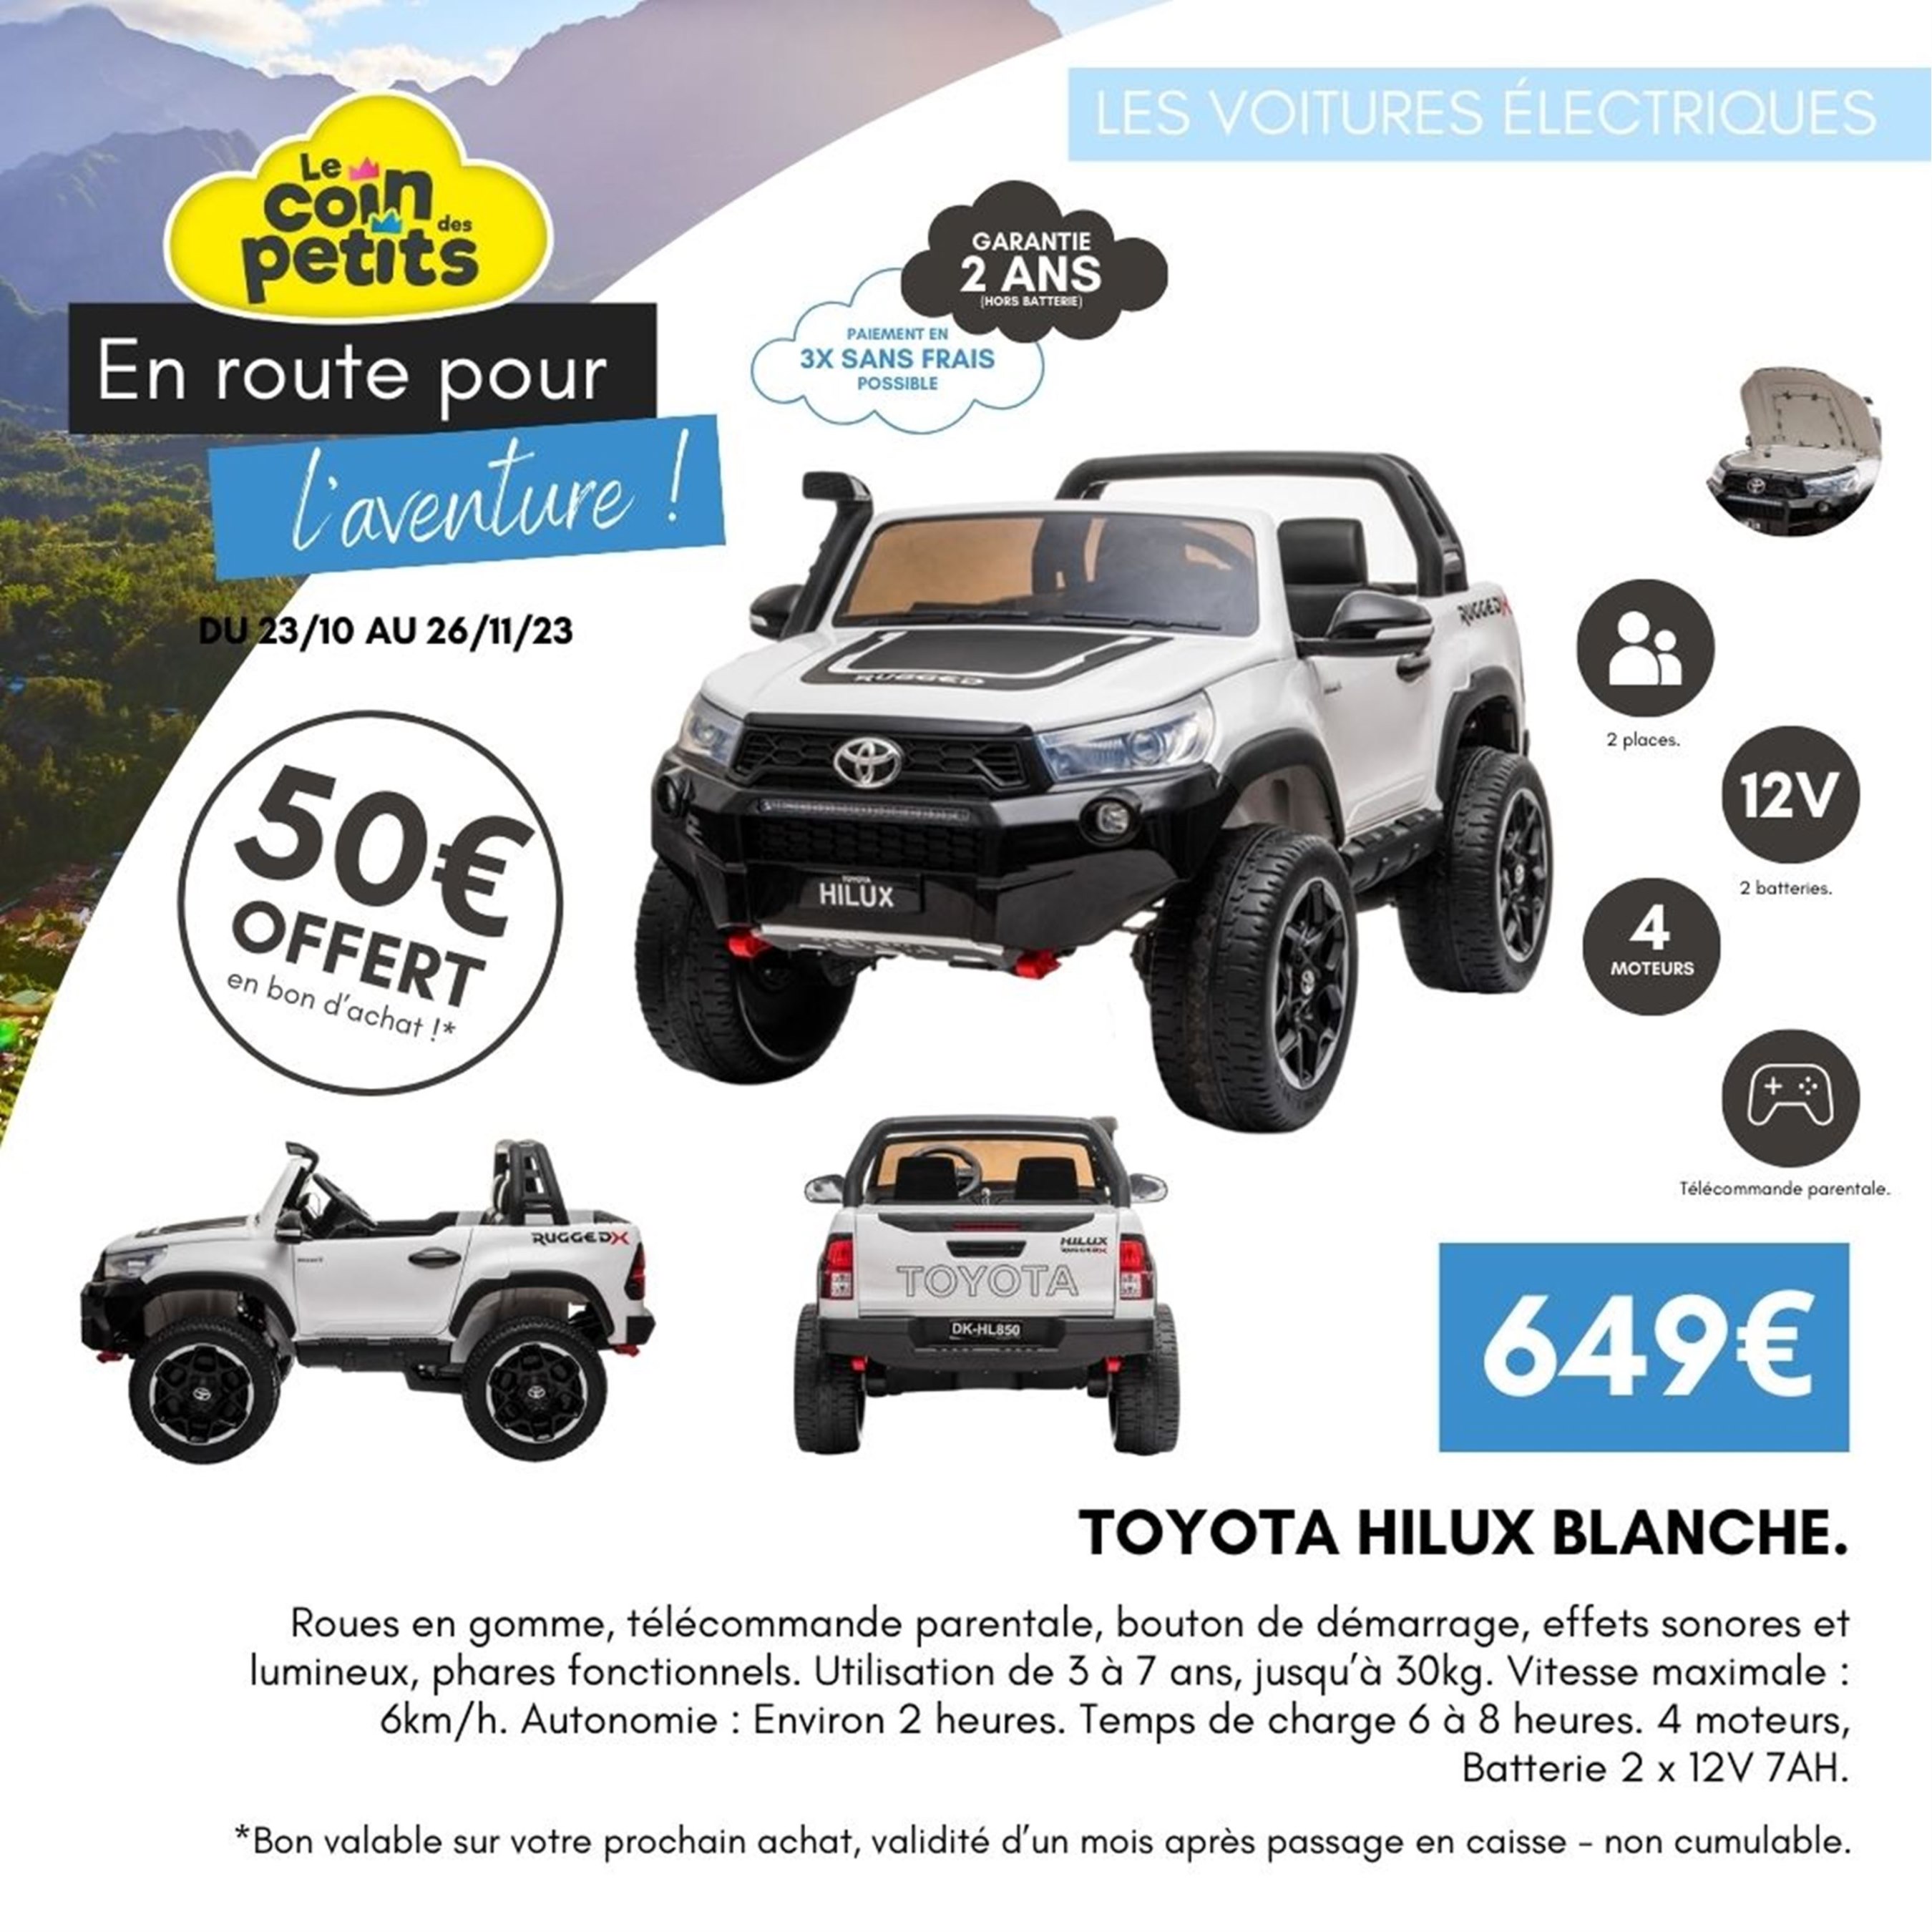 LES VOITURES ÉLECTRIQUES
Le
coin
des
petits
En route pour
l'aventure !
DU 23/10 AU 26/11/23
GARANTIE
2 ANS
(HORS BATTERIE)
PAIEMENT EN
3X SANS FRAIS
POSSIBLE
50€
OFFERT
en bon d'achat !*
RUGGEDX
RUGGED
TOYOTA
HILUX
2 places.
12V
2 batteries.
4
MOTEURS
Télécommande parentale.
RUGGEDX
HILUX
RUGGEDX
TOYOTA
DK-HL850
649€
TOYOTA HILUX BLANCHE.
Roues en gomme, télécommande parentale, bouton de démarrage, effets sonores et
lumineux, phares fonctionnels. Utilisation de 3 à 7 ans, jusqu'à 30kg. Vitesse maximale :
6km/h. Autonomie : Environ 2 heures. Temps de charge 6 à 8 heures. 4 moteurs,
Batterie 2 x 12V 7AH.
*Bon valable sur votre prochain achat, validité d'un mois après passage en caisse - non cumulable.